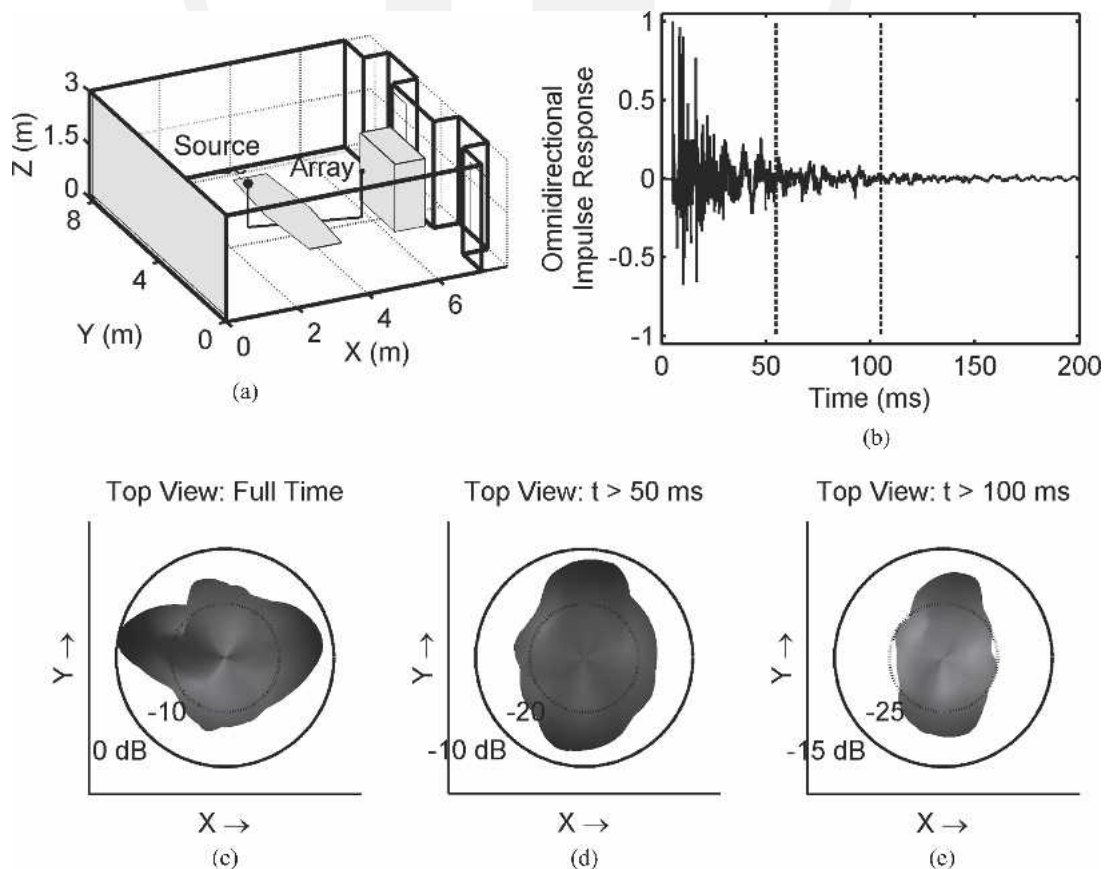 Z (m)
3
1.5
0
8
4
0
Y (m)
0
2
4
6
X (m)
Source
Array
(a)
Omnidirectional
Impulse Response
1
0.5
0
-0.5
-1
0
50
100
150
200
Time (ms)
(b)
Top View: Full Time
Y →
-10
0 dB
X →
(c)
Top View: t > 50 ms
Y →
-20
-10 dB
X →
(d)
Top View: t > 100 ms
Y →
-25
-15 dB
X →
(e)